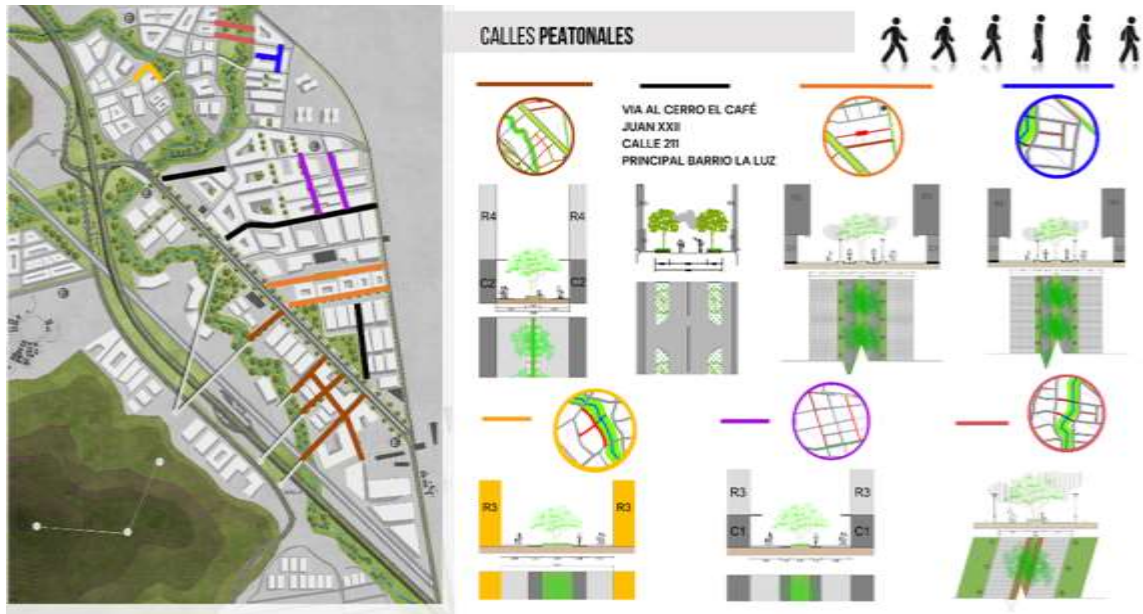 CALLES PEATONALES
VIA AL CERRO EL CAFÉ
JUAN XXII
CALLE 211
PRINCIPAL BARRIO LA LUZ
R4
R4
C2
C2
R3
R3
R3
R3
C1
C1